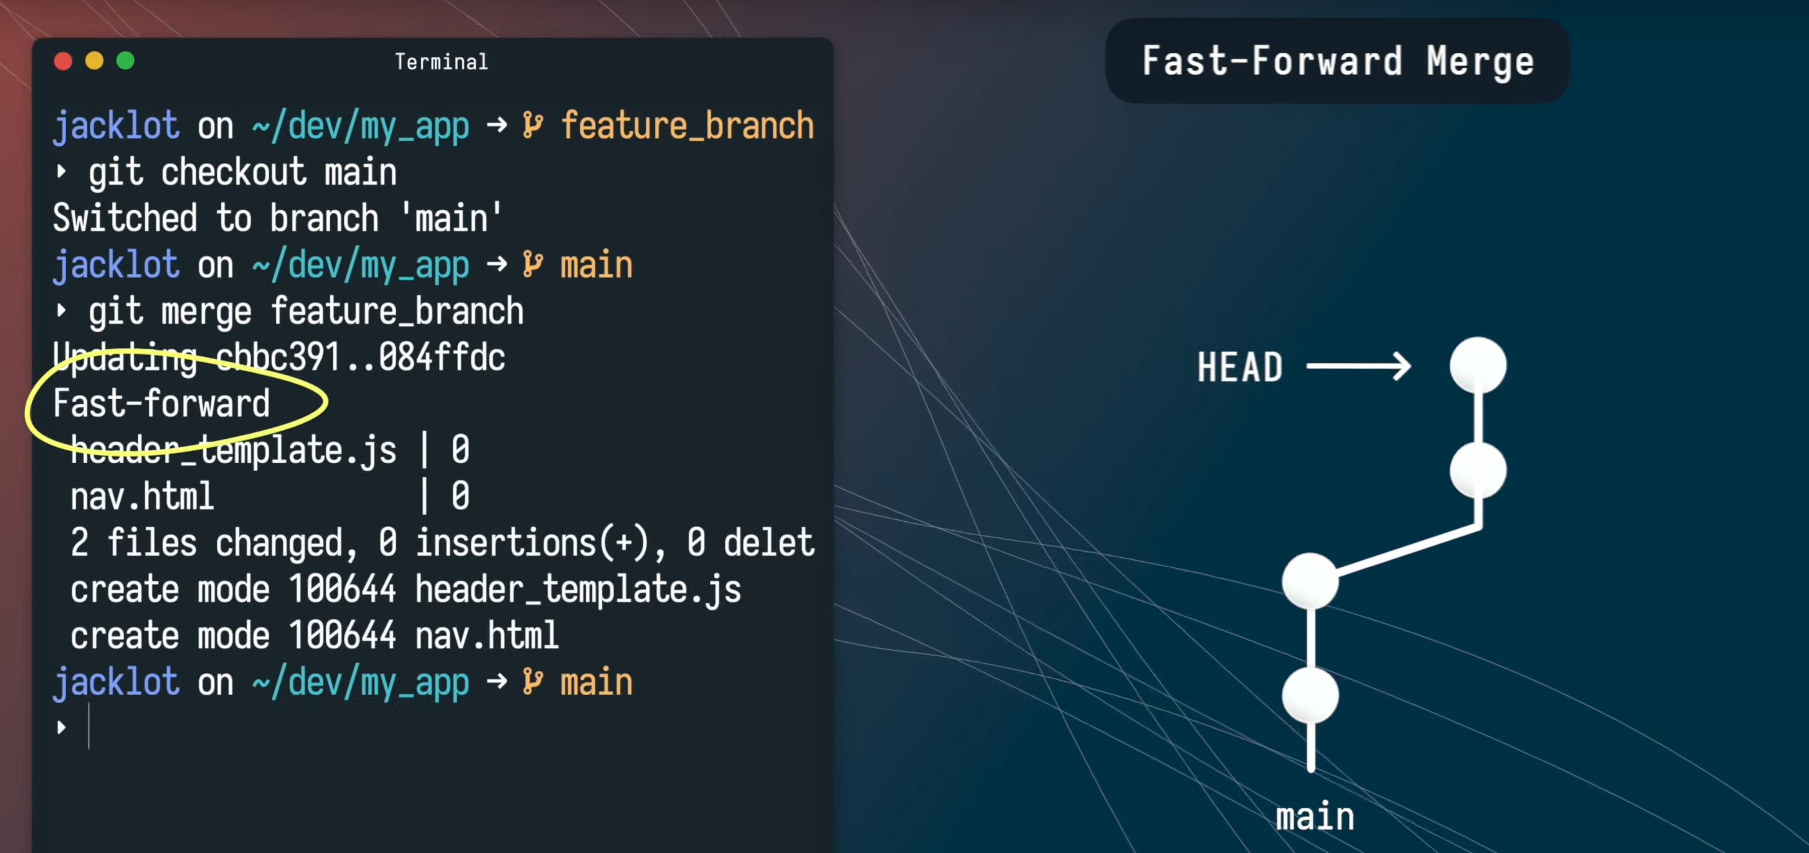 Terminal
jacklot on ~/dev/my_app → feature_branch
‣ git checkout main
Switched to branch 'main'
jacklot on ~/dev/my_app → main
‣ git merge feature_branch
Updating chbc391..084ffdc
Fast-forward
header_template.js | 0
nav.html | 0
2 files changed, 0 insertions(+), 0 delet
create mode 100644 header_template.js
create mode 100644 nav.html
jacklot on ~/dev/my_app → main
‣
Fast-Forward Merge
HEAD →
main